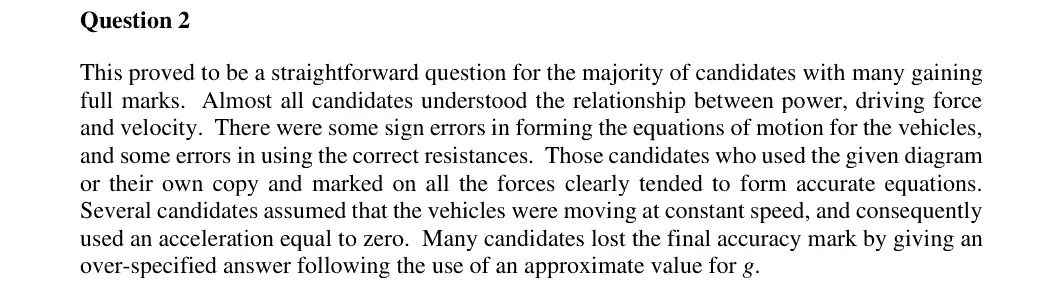 Question 2
This proved to be a straightforward question for the majority of candidates with many gaining
full marks.  Almost all candidates understood the relationship between power, driving force
and velocity.  There were some sign errors in forming the equations of motion for the vehicles,
and some errors in using the correct resistances.  Those candidates who used the given diagram
or their own copy and marked on all the forces clearly tended to form accurate equations.
Several candidates assumed that the vehicles were moving at constant speed, and consequently
used an acceleration equal to zero.  Many candidates lost the final accuracy mark by giving an
over-specified answer following the use of an approximate value for g.